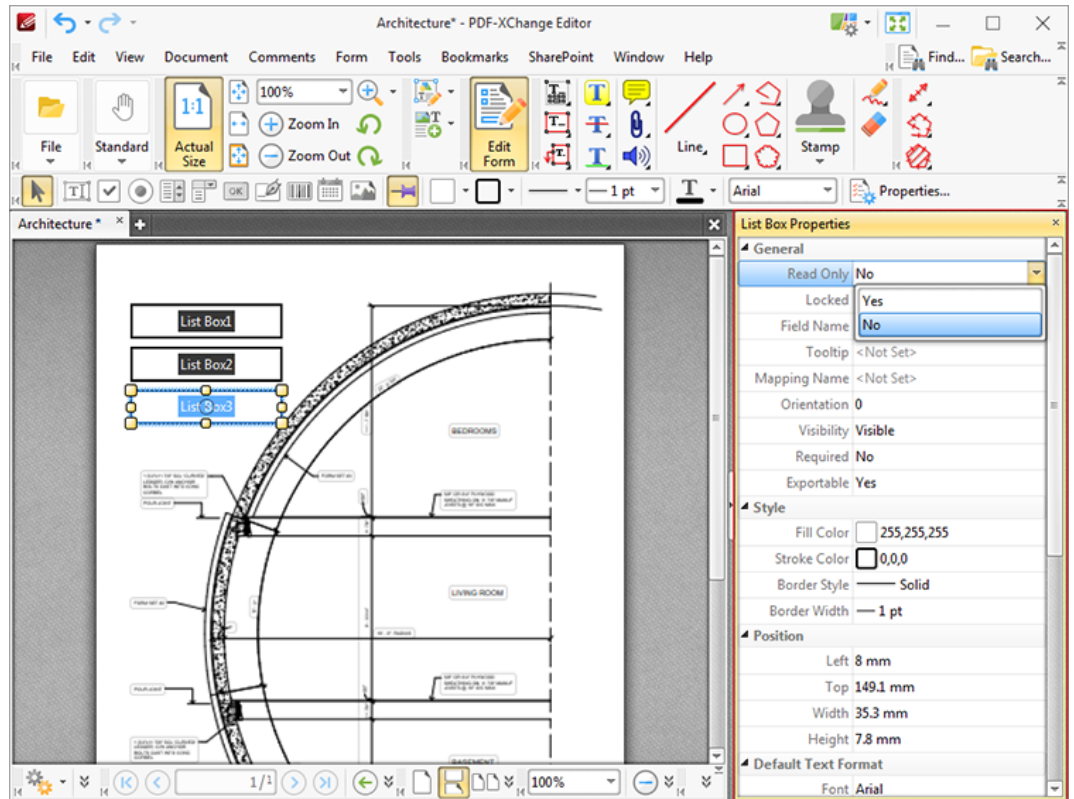 Architecture* - PDF-XChange Editor
File Edit View Document Comments Form Tools Bookmarks SharePoint Window Help Find... Search...
100%
Zoom In
Zoom Out
1:1
File Standard Actual Size Edit Form Line Stamp
OK 1 pt T Arial Properties...
Architecture *
List Box1
List Box2
List Box3
BEDROOMS
LIVING ROOM
BASEMENT
1/1 100%
List Box Properties
General
Read Only No
Locked Yes
Field Name No
Tooltip <Not Set>
Mapping Name <Not Set>
Orientation 0
Visibility Visible
Required No
Exportable Yes
Style
Fill Color 255,255,255
Stroke Color 0,0,0
Border Style Solid
Border Width 1 pt
Position
Left 8 mm
Top 149.1 mm
Width 35.3 mm
Height 7.8 mm
Default Text Format
Font Arial